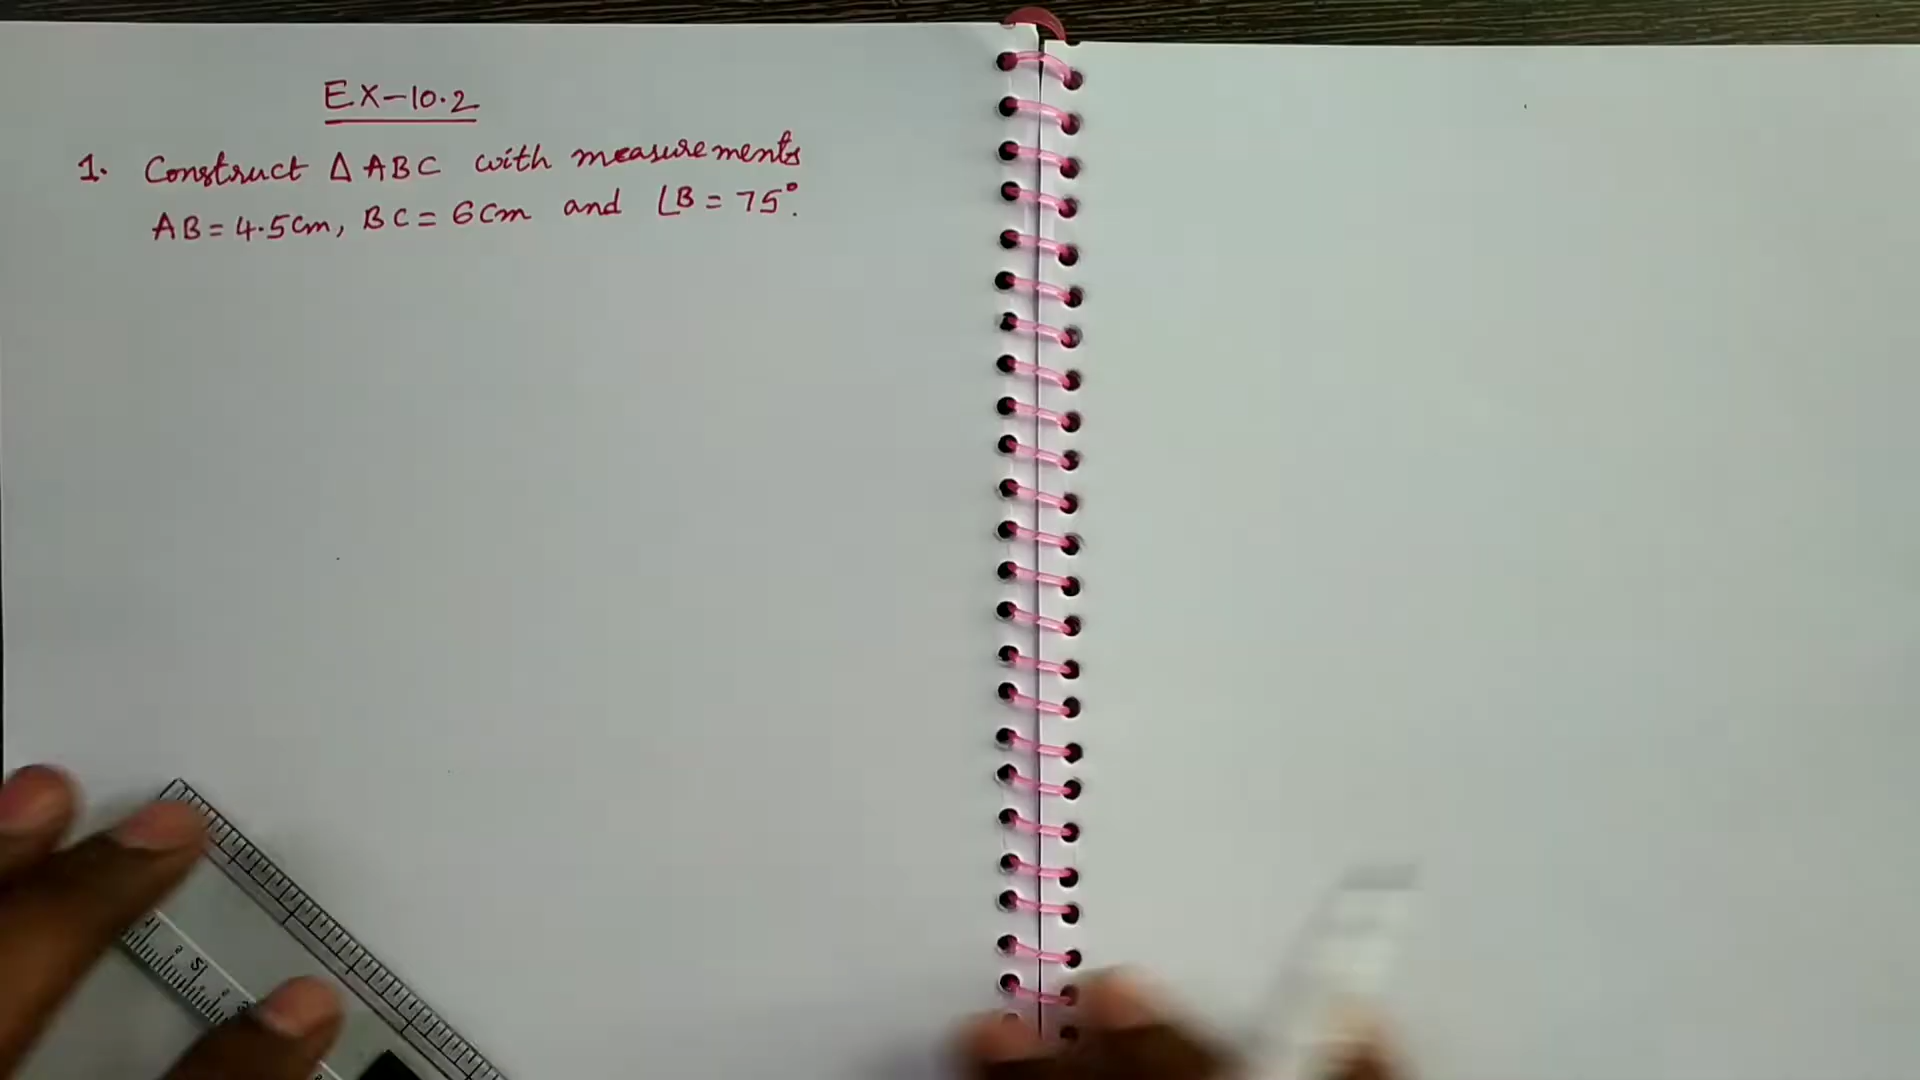 EX-10.2
1. Construct Δ ABC with measurements
AB = 4.5cm, BC = 6cm and ∠B = 75°.